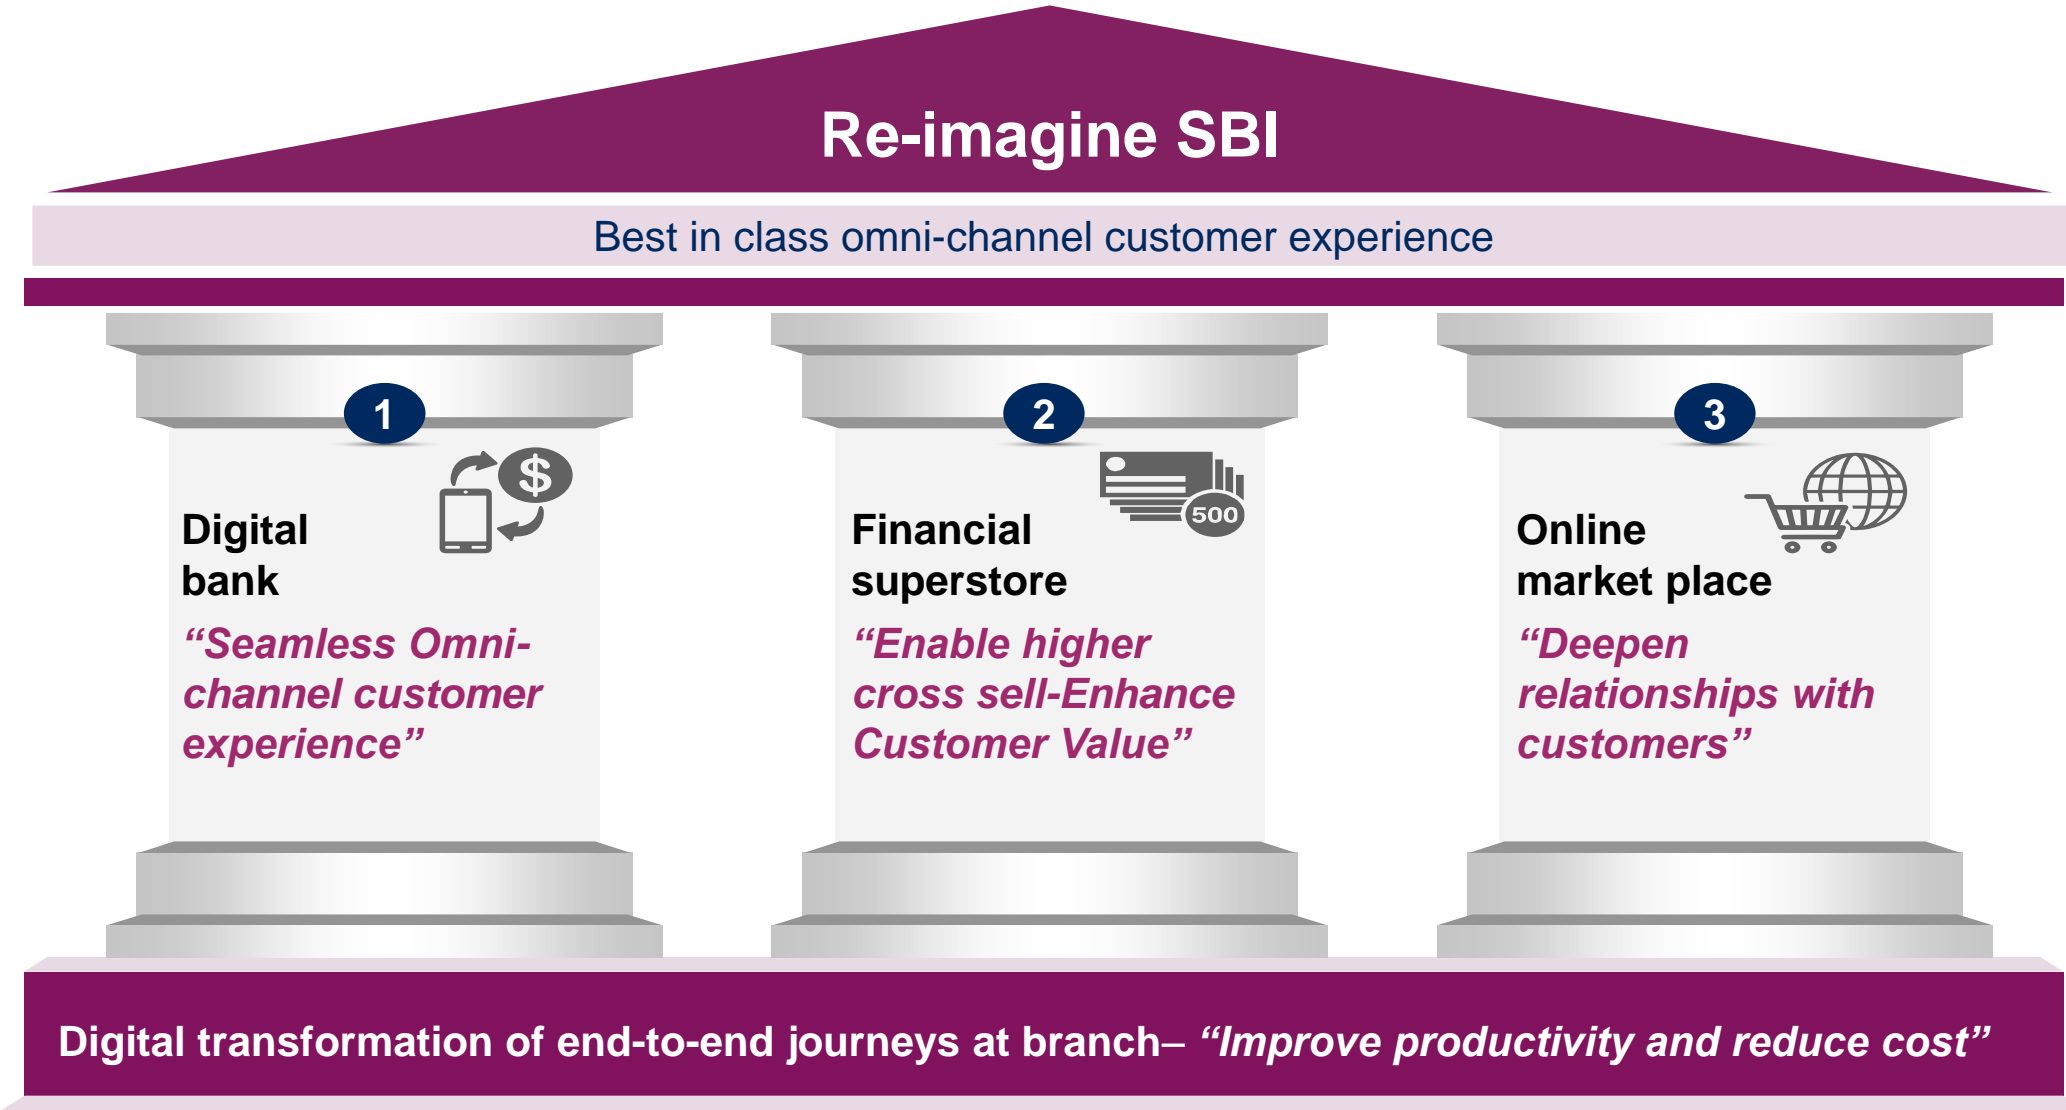 Re-imagine SBI
Best in class omni-channel customer experience
1
$
Digital
bank
“Seamless Omni-
channel customer
experience”
2
500
Financial
superstore
“Enable higher
cross sell-Enhance
Customer Value”
3
Online
market place
“Deepen
relationships with
customers”
Digital transformation of end-to-end journeys at branch– “Improve productivity and reduce cost”